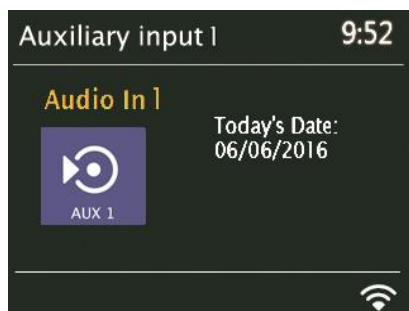 Auxiliary input 1
9:52
Audio In 1
Today's Date:
06/06/2016
AUX 1